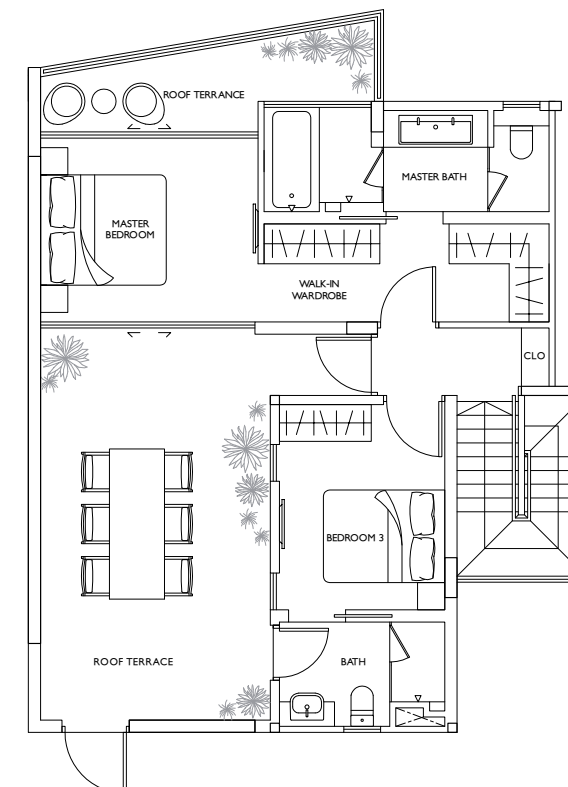 ROOF TERRANCE
MASTER BATH
MASTER
BEDROOM
WALK-IN
WARDROBE
CLO
BEDROOM 3
ROOF TERRACE
BATH